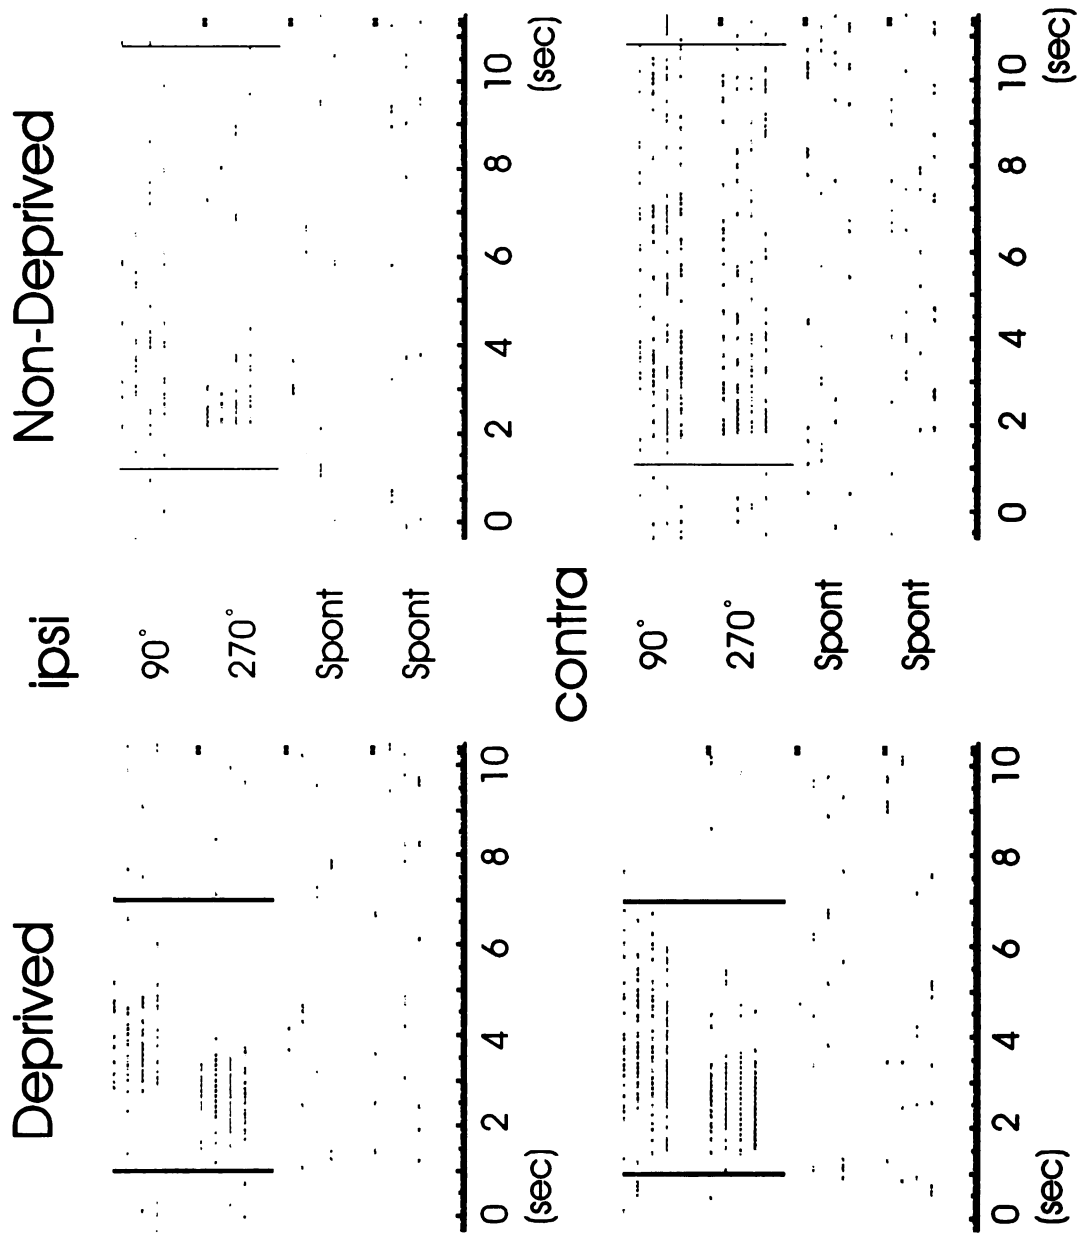 Deprived
ipsi
Non-Deprived
90°
270°
Spont
Spont
0 2 4 6 8 10
(sec)
0 2 4 6 8 10
(sec)
contra
90°
270°
Spont
Spont
0 2 4 6 8 10
(sec)
0 2 4 6 8 10
(sec)